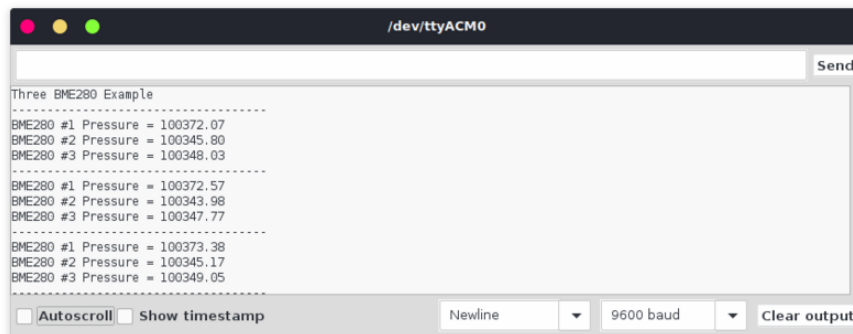 /dev/ttyACM0
Send
Three BME280 Example
------------------------------------
BME280 #1 Pressure = 100372.07
BME280 #2 Pressure = 100345.80
BME280 #3 Pressure = 100348.03
------------------------------------
BME280 #1 Pressure = 100372.57
BME280 #2 Pressure = 100343.98
BME280 #3 Pressure = 100347.77
------------------------------------
BME280 #1 Pressure = 100373.38
BME280 #2 Pressure = 100345.17
BME280 #3 Pressure = 100349.05
------------------------------------
Autoscroll Show timestamp Newline 9600 baud Clear output